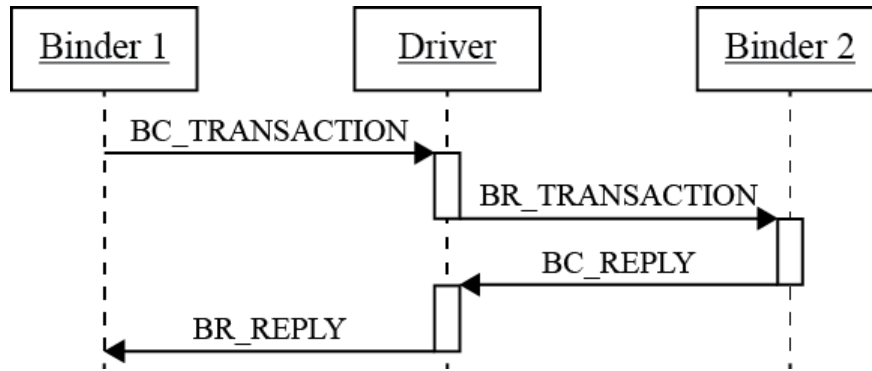 Binder 1
Driver
Binder 2
BC_TRANSACTION
BR_TRANSACTION
BC_REPLY
BR_REPLY